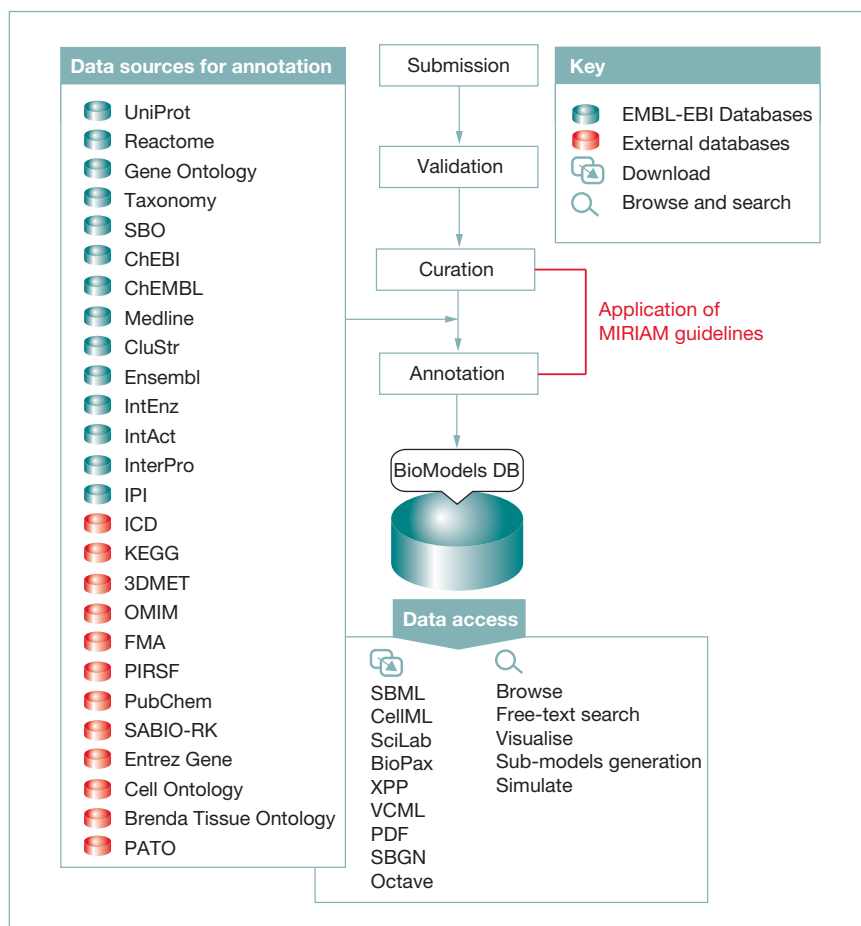 Data sources for annotation
UniProt
Reactome
Gene Ontology
Taxonomy
SBO
ChEBI
ChEMBL
Medline
CluStr
Ensembl
IntEnz
IntAct
InterPro
IPI
ICD
KEGG
3DMET
OMIM
FMA
PIRSF
PubChem
SABIO-RK
Entrez Gene
Cell Ontology
Brenda Tissue Ontology
PATO
Submission
Validation
Curation
Annotation
Application of
MIRIAM guidelines
BioModels DB
Key
EMBL-EBI Databases
External databases
Download
Browse and search
Data access
SBML
CellML
SciLab
BioPax
XPP
VCML
PDF
SBGN
Octave
Browse
Free-text search
Visualise
Sub-models generation
Simulate